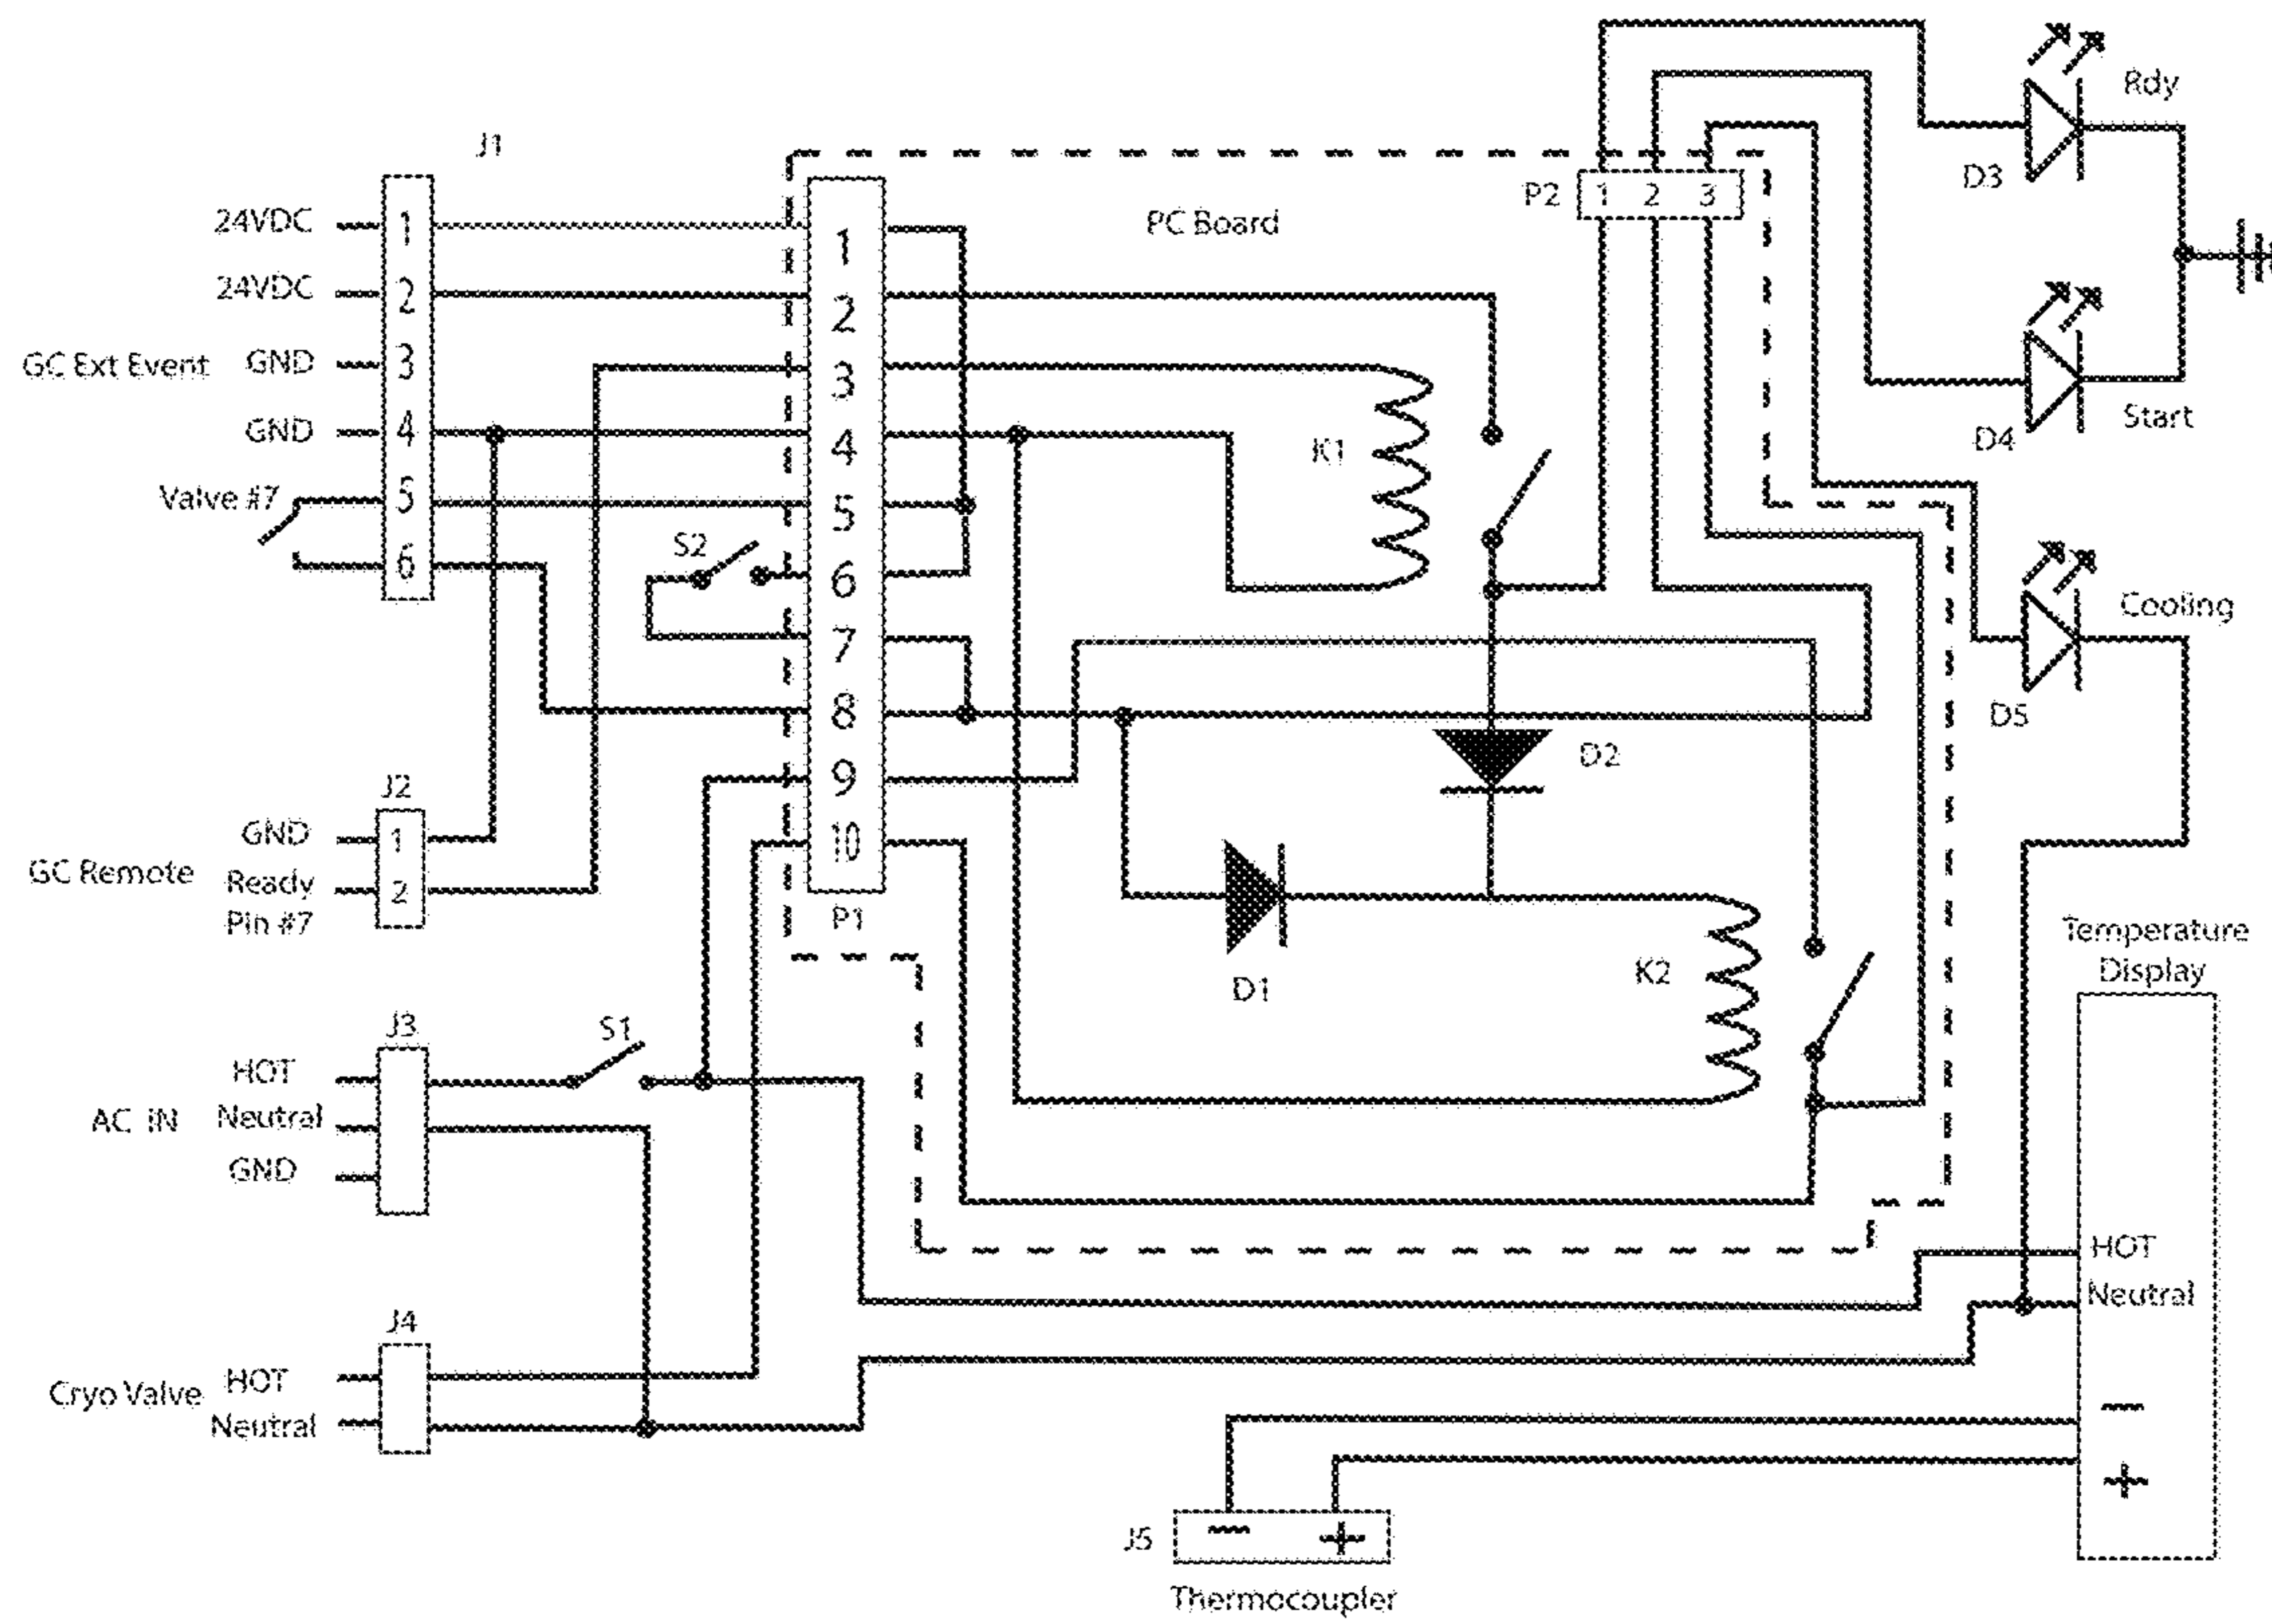 J1
24VDC
1
24VDC
2
GC Ext Event GND
3
GND
4
Valve #7
5
6
S2
J2
GND
1
GC Remote
Ready
2
Pin #7
J3
S1
HOT
AC IN
Neutral
GND
J4
Cryo Valve
HOT
Neutral
1
2
3
4
5
6
7
8
9
10
P1
PC Board
P2
1
2
3
K1
D2
D1
K2
Rdy
D3
Start
D4
Cooling
D5
Temperature
Display
HOT
Neutral
—
+
J5
—
+
Thermocoupler